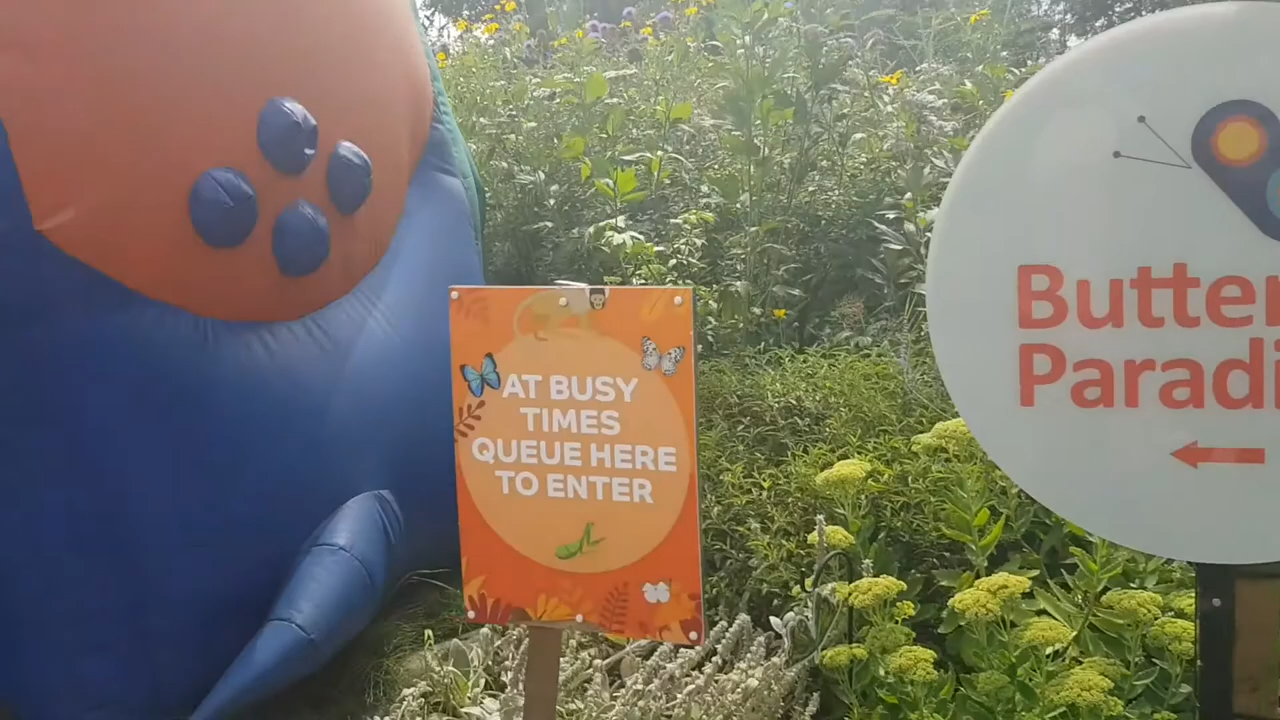 AT BUSY
TIMES
QUEUE HERE
TO ENTER
Butter
Paradi